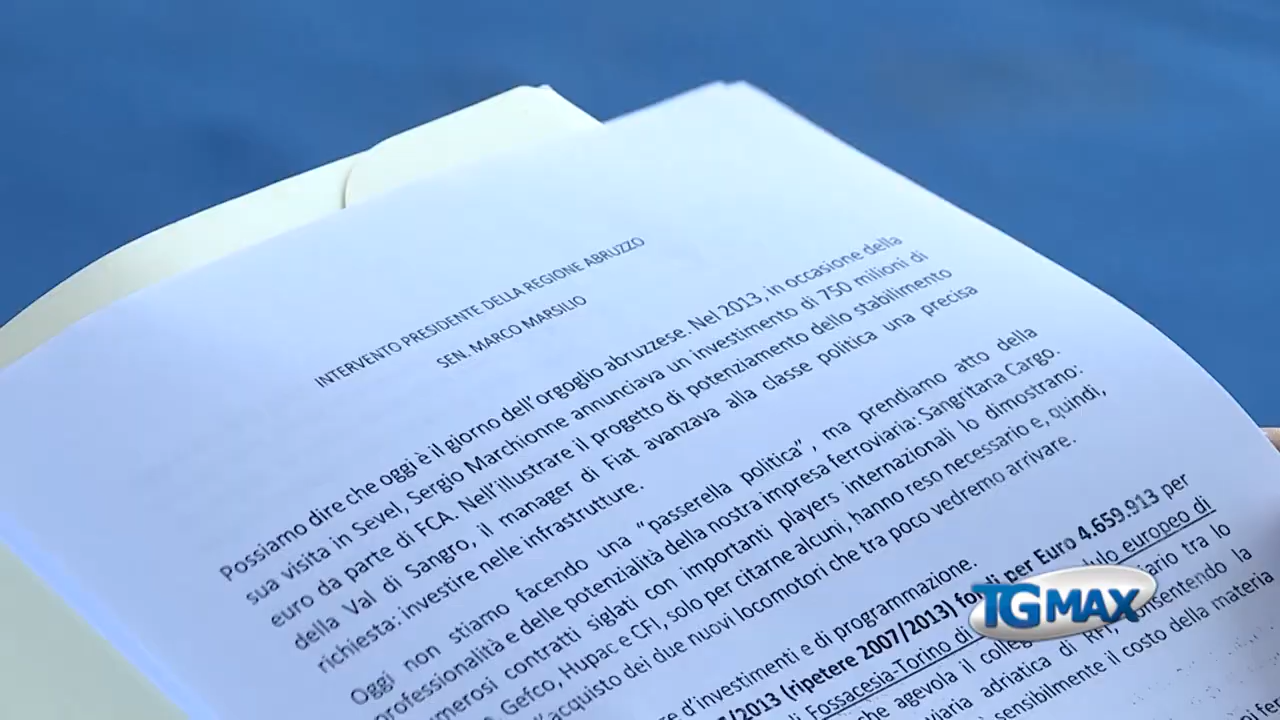 INTERVENTO PRESIDENTE DELLA REGIONE ABRUZZO
SEN. MARCO MARSILIO
Possiamo dire che oggi è il giorno dell' orgoglio abruzzese. Nel 2013, in occasione della
sua visita in Sevel, Sergio Marchionne annunciava un investimento di 750 milioni di
euro da parte di FCA. Nell'illustrare il progetto di potenziamento dello stabilimento
della Val di Sangro, il manager di Fiat avanzava alla classe politica una precisa
richiesta: investire nelle infrastrutture.
Oggi non stiamo facendo una "passerella politica", ma prendiamo atto della
professionalità e delle potenzialità della nostra impresa ferroviaria: Sangritana Cargo.
numerosi contratti siglati con importanti players internazionali lo dimostrano:
Gefco, Hupac e CFI, solo per citarne alcuni, hanno reso necessario e, quindi,
l"acquisto dei due nuovi locomotori che tra poco vedremo arrivare.
d'investimenti e di programmazione.
/2013 (ripetere 2007/2013) fondi per Euro 4.659.913 per
Fossacesia-Torino di europeo di
che agevola il tra lo
adriatica di RFI, consentendo la
sensibilmente il costo della materia
TGMAX